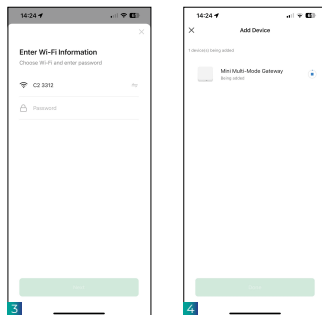 14:24
Enter Wi-Fi Information
Choose Wi-Fi and enter password
C2 3312
Password
3
14:24
Add Device
1 device(s) being added
Mini Multi-Mode Gateway
Being added
4